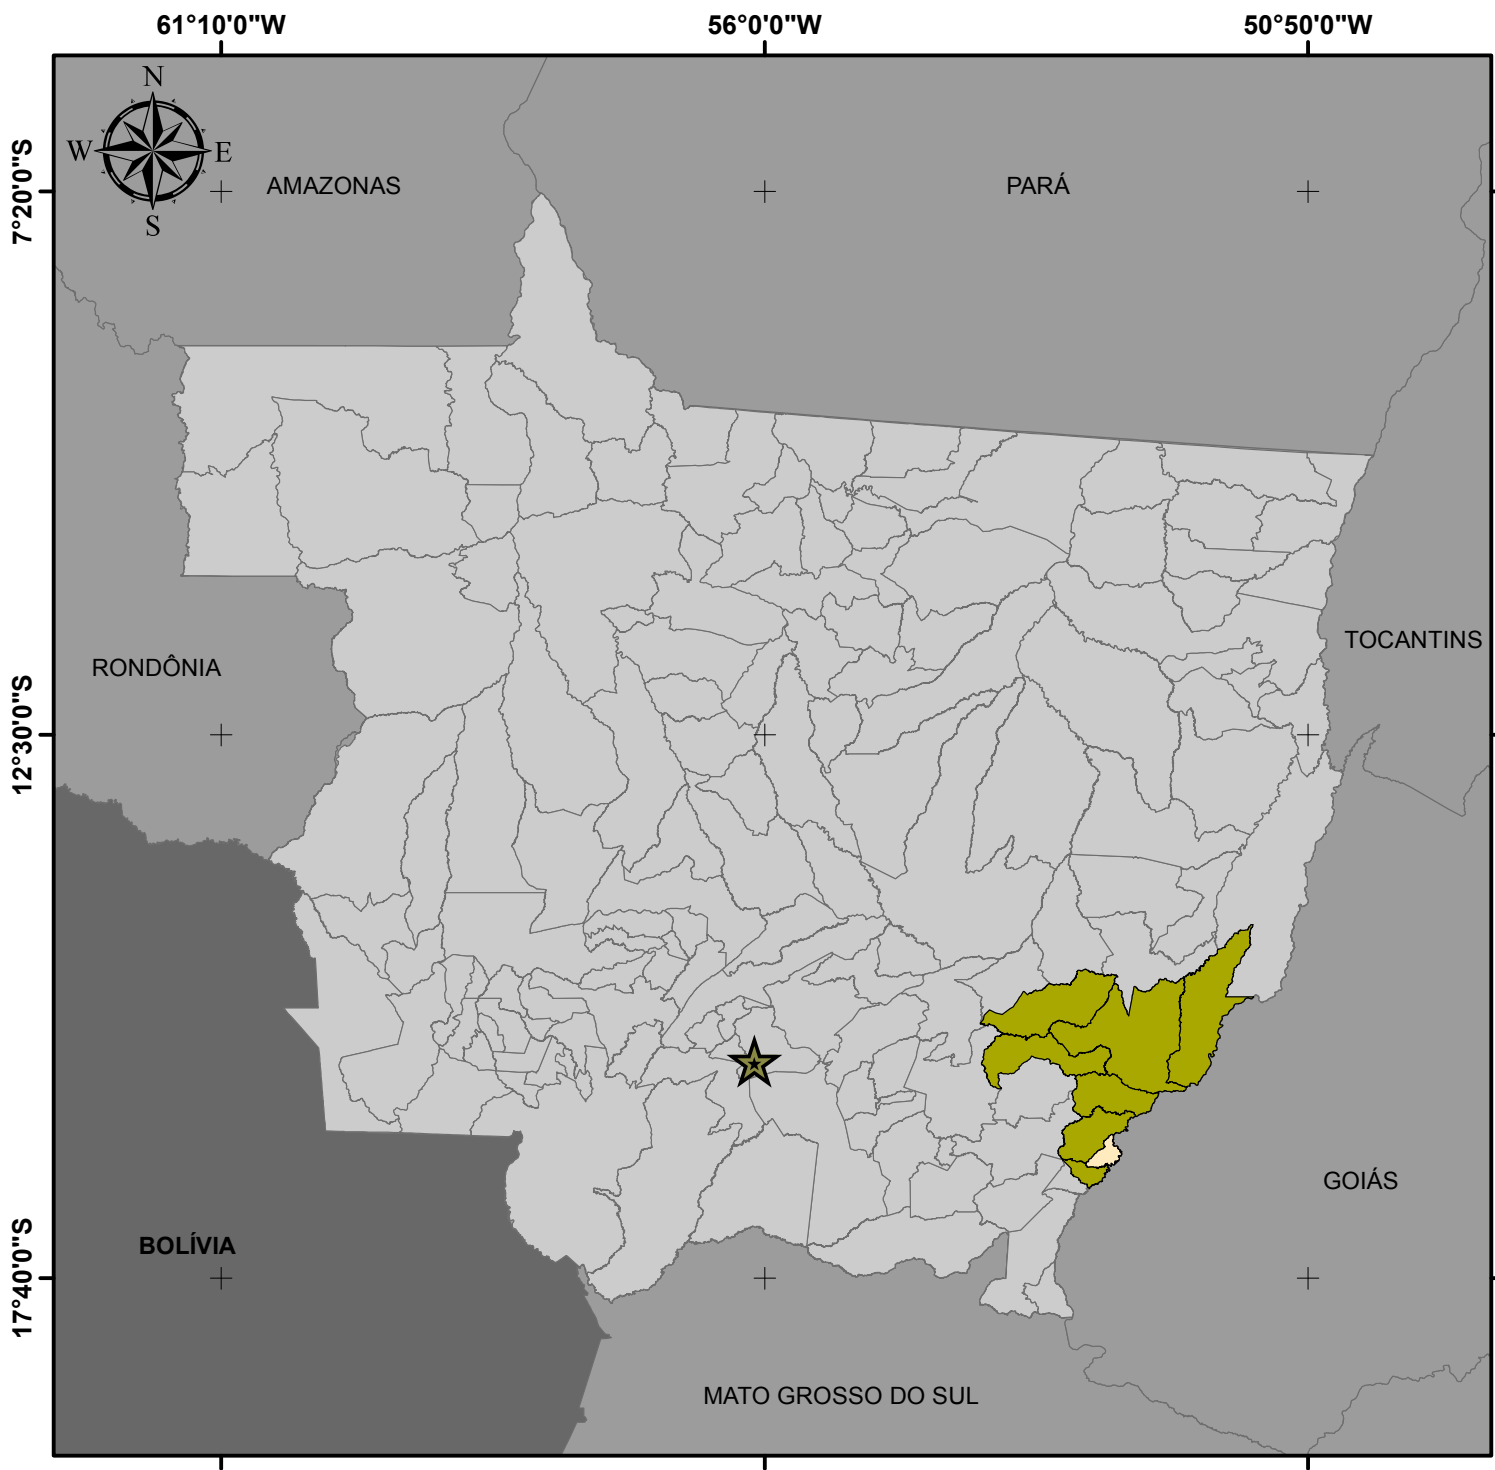 61°10'0"W 56°0'0"W 50°50'0"W
N
W E
S
7°20'0"S
AMAZONAS PARÁ
12°30'0"S
RONDÔNIA TOCANTINS
17°40'0"S
BOLÍVIA GOIÁS
MATO GROSSO DO SUL